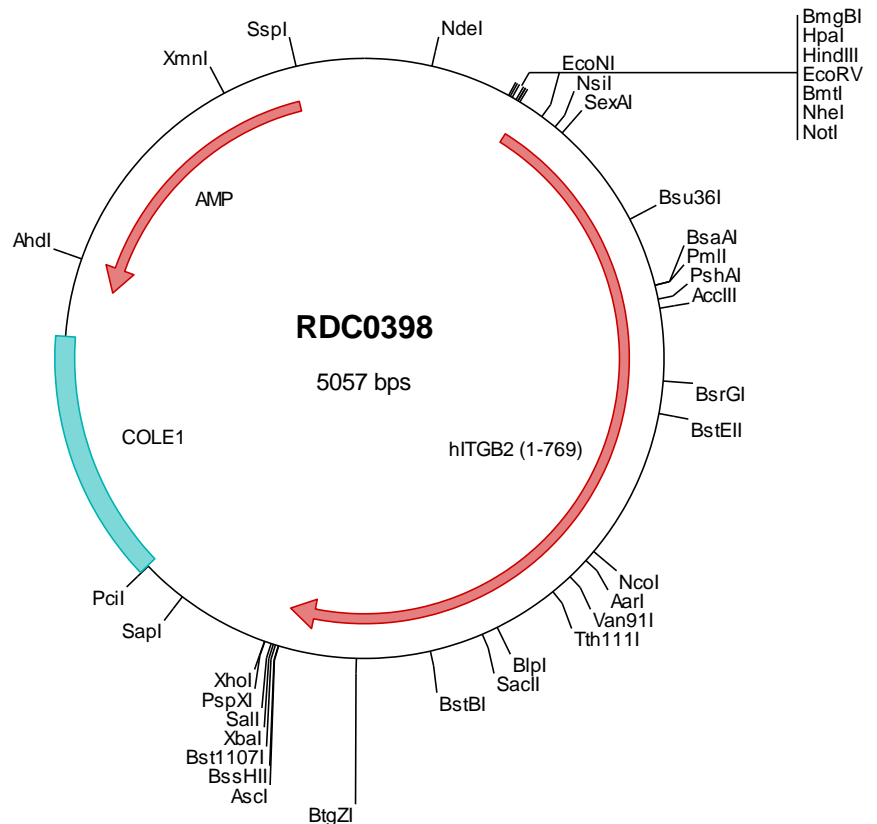 BmgBI
HpaI
HindIII
EcoRV
BmtI
NheI
NotI
NdeI
SspI
XmnI
EcoNI
NsiI
SexAI
AMP
Bsu36I
AhdI
BsaAI
PmlI
PshAI
AccIII
RDC0398
5057 bps
BsrGI
BstEII
COLE1
hITGB2 (1-769)
NcoI
AarI
Van91I
Tth111I
PciI
SapI
BlpI
SacII
BstBI
XhoI
PspXI
SalI
XbaI
Bst1107I
BssHII
AscI
BtgZI